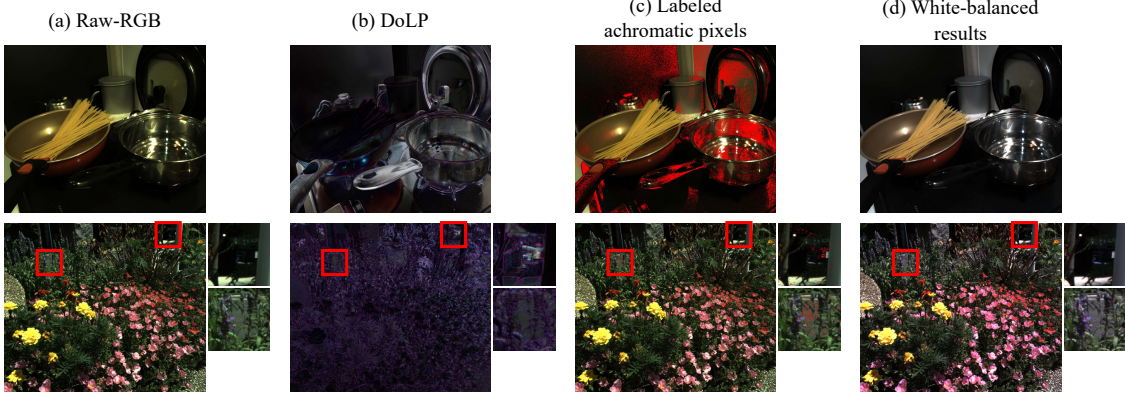 (a) Raw-RGB
(b) DoLP
(c) Labeled
achromatic pixels
(d) White-balanced
results